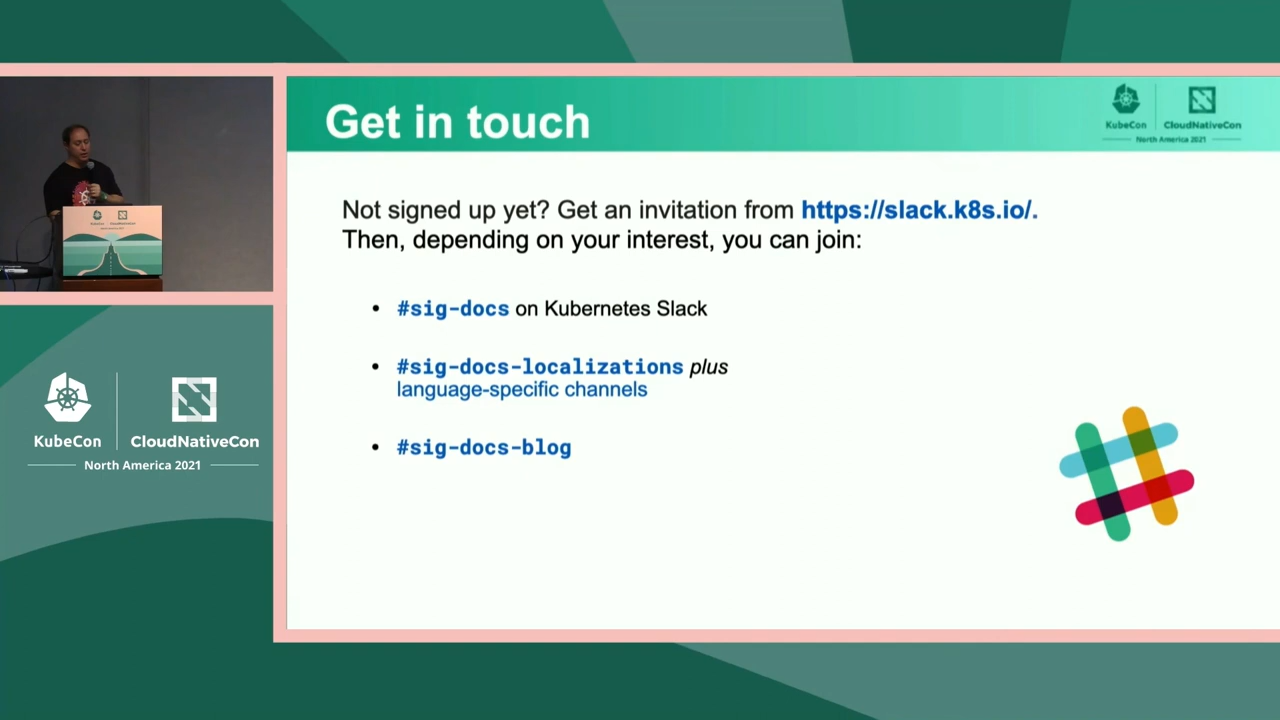 Get in touch
KubeCon
CloudNativeCon
North America 2021
Not signed up yet? Get an invitation from https://slack.k8s.io/.
Then, depending on your interest, you can join:
• #sig-docs on Kubernetes Slack
• #sig-docs-localizations plus
language-specific channels
• #sig-docs-blog
KubeCon
CloudNativeCon
North America 2021